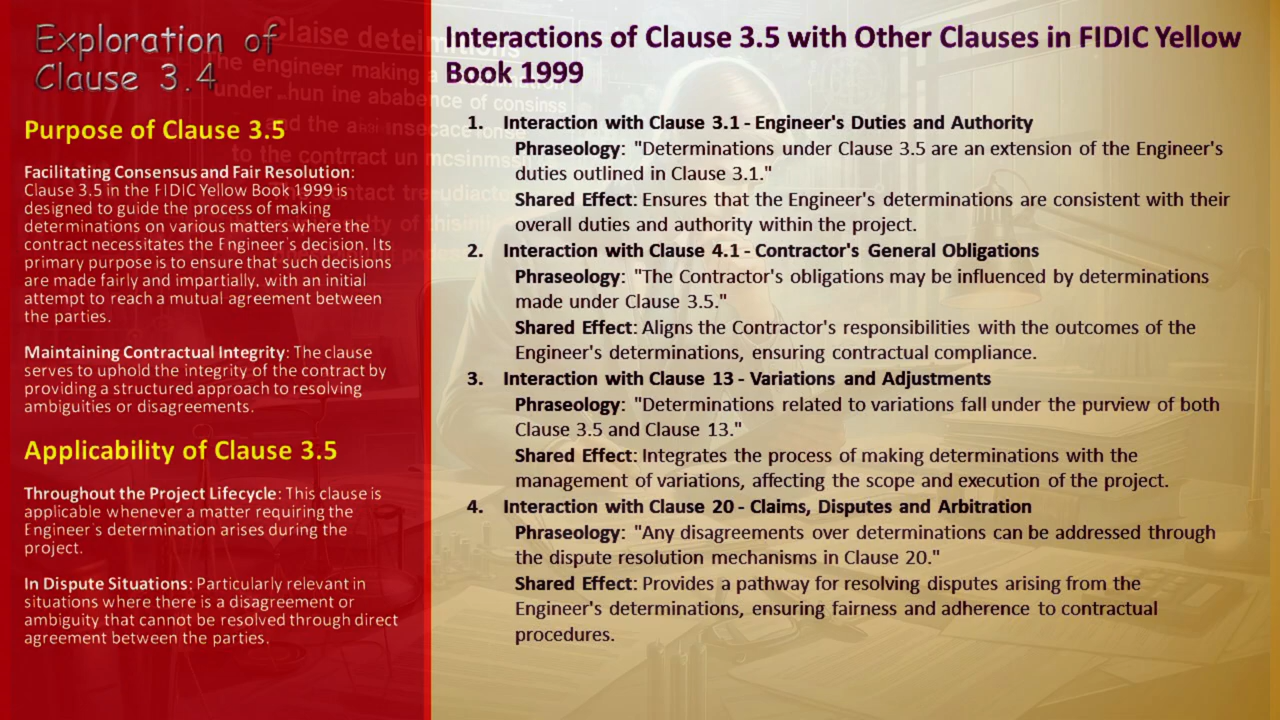 Exploration of
Clause 3.4
Purpose of Clause 3.5
Facilitating Consensus and Fair Resolution:
Clause 3.5 in the FIDIC Yellow Book 1999 is
designed to guide the process of making
determinations on various matters where the
contract necessitates the Engineer's decision. Its
primary purpose is to ensure that such decisions
are made fairly and impartially, with an initial
attempt to reach a mutual agreement between
the parties.
Maintaining Contractual Integrity: The clause
serves to uphold the integrity of the contract by
providing a structured approach to resolving
ambiguities or disagreements.
Applicability of Clause 3.5
Throughout the Project Lifecycle: This clause is
applicable whenever a matter requiring the
Engineer's determination arises during the
project.
In Dispute Situations: Particularly relevant in
situations where there is a disagreement or
ambiguity that cannot be resolved through direct
agreement between the parties.
Interactions of Clause 3.5 with Other Clauses in FIDIC Yellow
Book 1999
1. Interaction with Clause 3.1 - Engineer's Duties and Authority
Phraseology: "Determinations under Clause 3.5 are an extension of the Engineer's
duties outlined in Clause 3.1."
Shared Effect: Ensures that the Engineer's determinations are consistent with their
overall duties and authority within the project.
2. Interaction with Clause 4.1 - Contractor's General Obligations
Phraseology: "The Contractor's obligations may be influenced by determinations
made under Clause 3.5."
Shared Effect: Aligns the Contractor's responsibilities with the outcomes of the
Engineer's determinations, ensuring contractual compliance.
3. Interaction with Clause 13 - Variations and Adjustments
Phraseology: "Determinations related to variations fall under the purview of both
Clause 3.5 and Clause 13."
Shared Effect: Integrates the process of making determinations with the
management of variations, affecting the scope and execution of the project.
4. Interaction with Clause 20 - Claims, Disputes and Arbitration
Phraseology: "Any disagreements over determinations can be addressed through
the dispute resolution mechanisms in Clause 20."
Shared Effect: Provides a pathway for resolving disputes arising from the
Engineer's determinations, ensuring fairness and adherence to contractual
procedures.